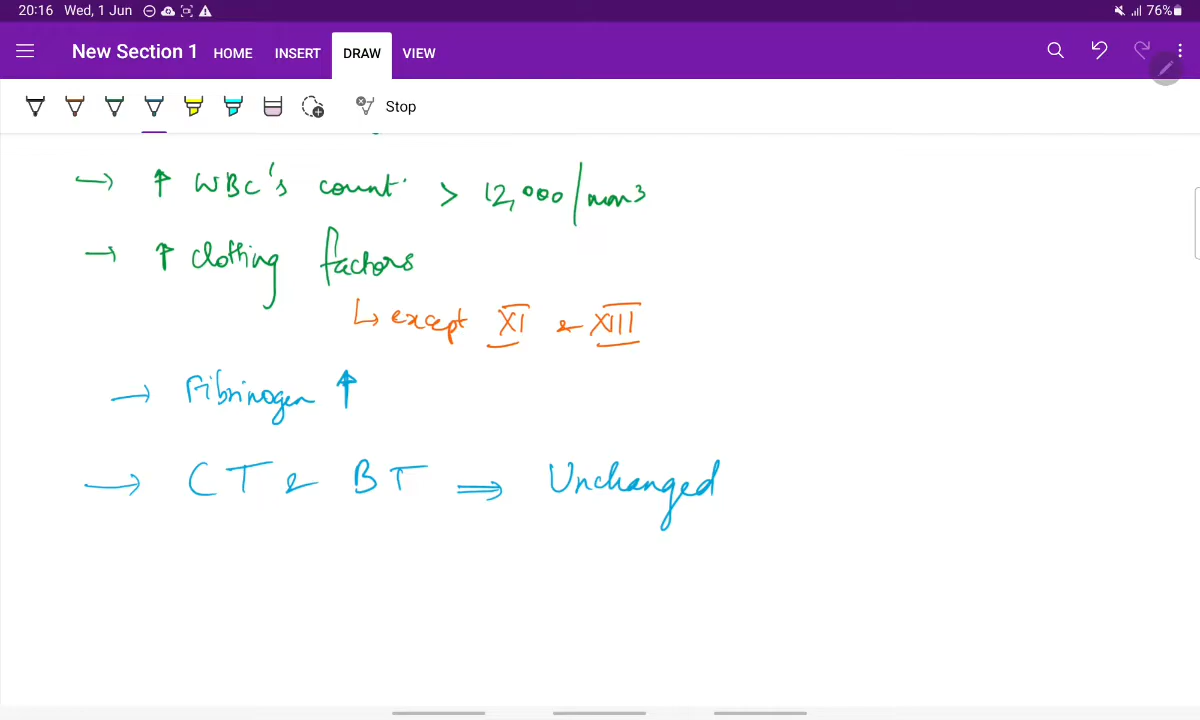 20:16 Wed, 1 Jun 76%
New Section 1 HOME INSERT DRAW VIEW
Stop
→ ↑ WBC's count > 12,000/mm3
→ ↑ clotting factors
↳ except XI & XIII
→ Fibrinogen ↑
→ CT & BT ⇒ Unchanged